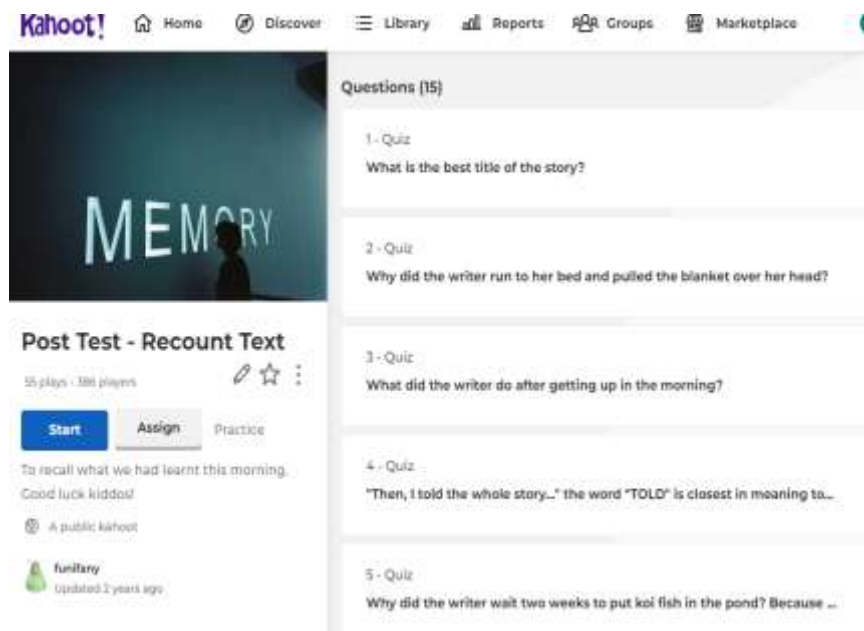 Kahoot!
Home
Discover
Library
Reports
Groups
Marketplace
MEMORY
Post Test - Recount Text
55 plays · 386 players
Start
Assign
Practice
To recall what we had learnt this morning.
Good luck kiddos!
A public kahoot
funifany
Updated 2 years ago
Questions (15)
1 - Quiz
What is the best title of the story?
2 - Quiz
Why did the writer run to her bed and pulled the blanket over her head?
3 - Quiz
What did the writer do after getting up in the morning?
4 - Quiz
"Then, I told the whole story..." the word "TOLD" is closest in meaning to...
5 - Quiz
Why did the writer wait two weeks to put koi fish in the pond? Because ...